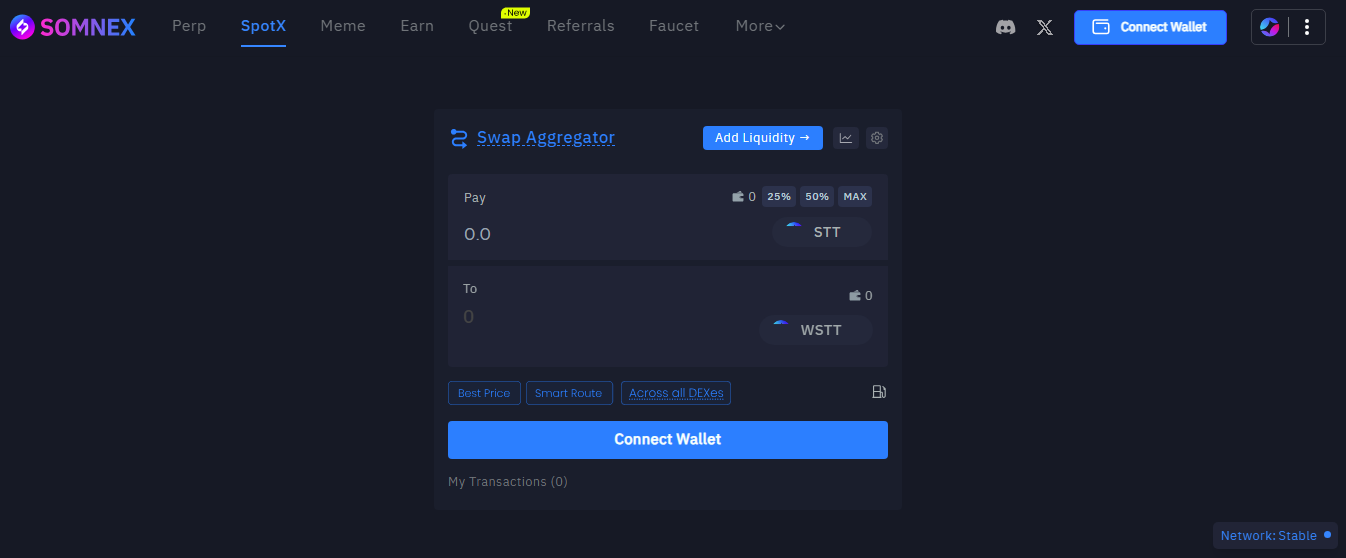 SOMNEX Perp SpotX Meme Earn Quest New Referrals Faucet More Connect Wallet
Swap Aggregator Add Liquidity →
Pay 0 25% 50% MAX
0.0 STT
To 0
0 WSTT
Best Price Smart Route Across all DEXes
Connect Wallet
My Transactions (0)
Network: Stable